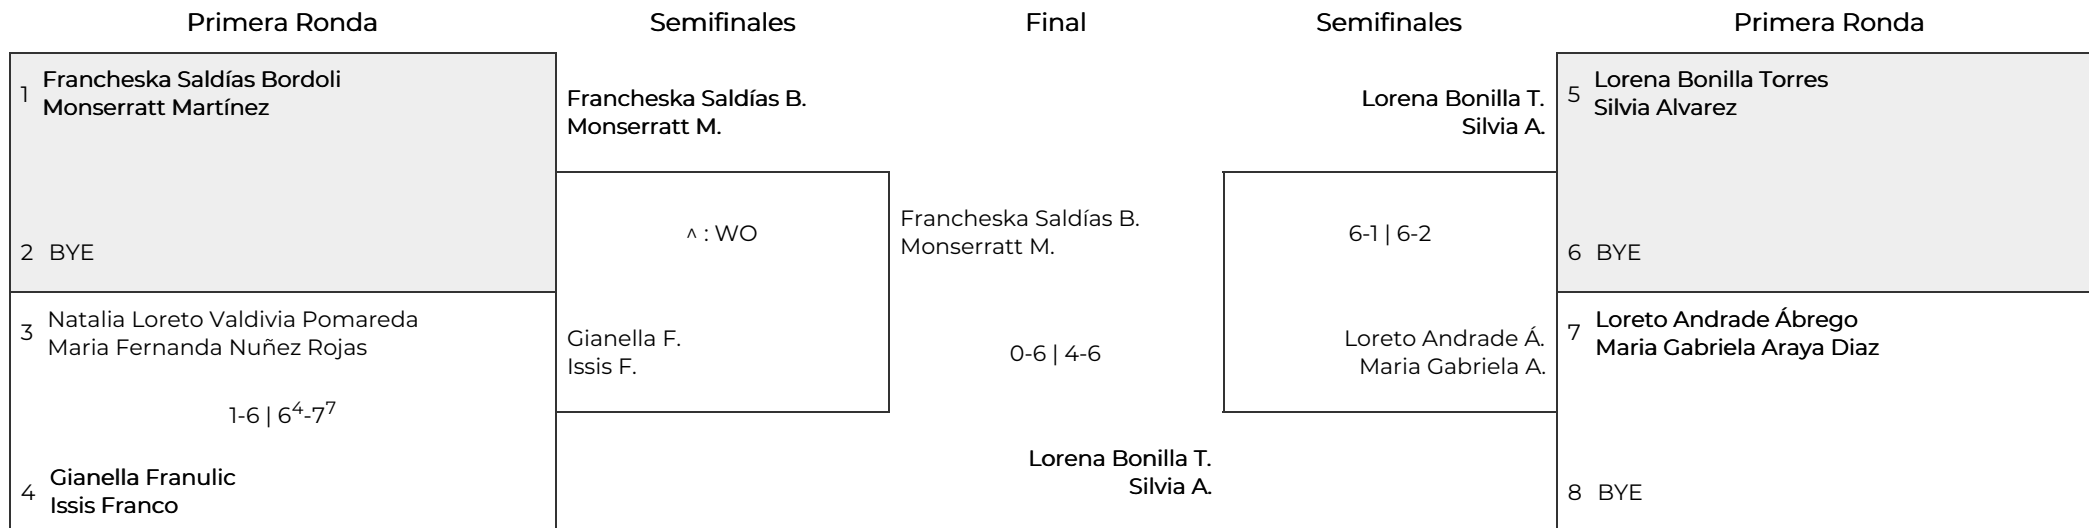 Primera Ronda
Semifinales
Final
Semifinales
Primera Ronda
1
Francheska Saldías Bordoli
Monserratt Martínez
2 BYE
3
Natalia Loreto Valdivia Pomareda
Maria Fernanda Nuñez Rojas
1-6 | 6⁴-7⁷
4
Gianella Franulic
Issis Franco
Francheska Saldías B.
Monserratt M.
^ : WO
Gianella F.
Issis F.
Francheska Saldías B.
Monserratt M.
0-6 | 4-6
Lorena Bonilla T.
Silvia A.
Lorena Bonilla T.
Silvia A.
6-1 | 6-2
Loreto Andrade Á.
Maria Gabriela A.
5
Lorena Bonilla Torres
Silvia Alvarez
6 BYE
7
Loreto Andrade Ábrego
Maria Gabriela Araya Diaz
8 BYE